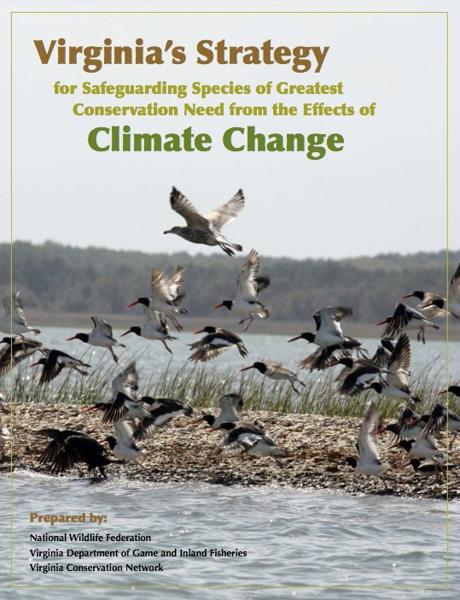 Virginia's Strategy
for Safeguarding Species of Greatest
Conservation Need from the Effects of
Climate Change
Prepared by:
National Wildlife Federation
Virginia Department of Game and Inland Fisheries
Virginia Conservation Network